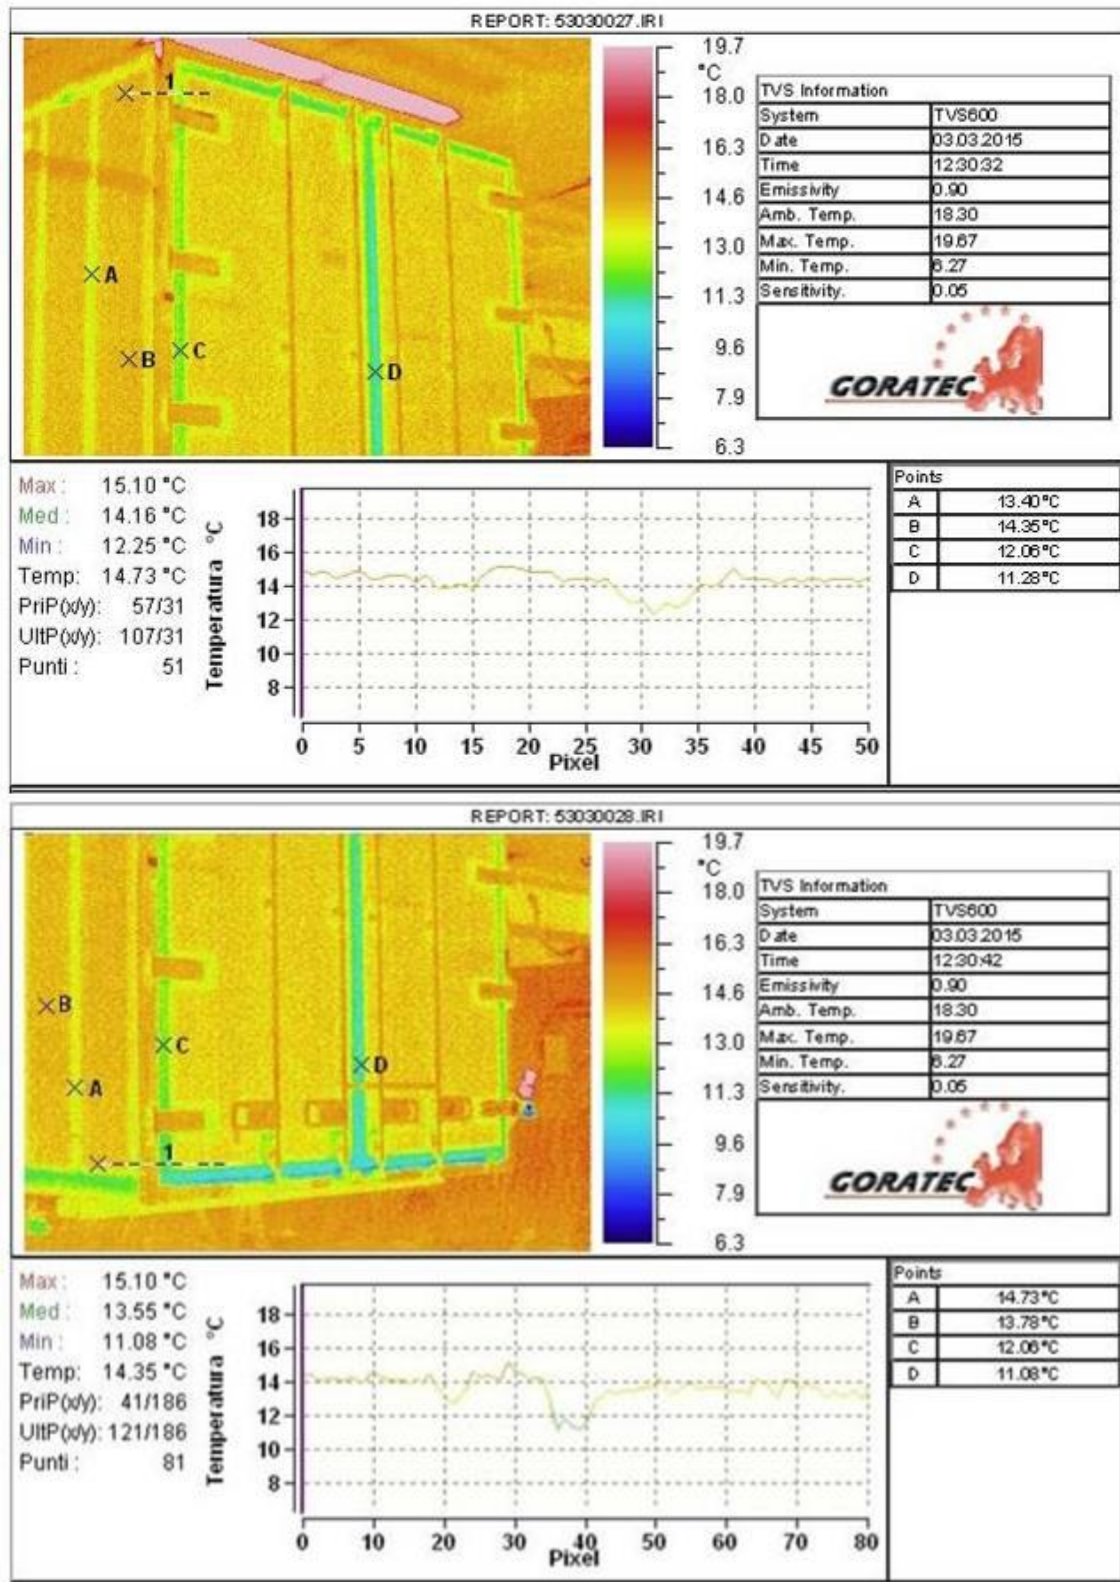 REPORT: 53030027.IRI
19.7
°C
18.0
16.3
14.6
13.0
11.3
9.6
7.9
6.3
1
A
B
C
D
TVS Information
System TVS600
Date 03.03.2015
Time 12:30:32
Emissivity 0.90
Amb. Temp. 18.30
Max. Temp. 19.67
Min. Temp. 6.27
Sensitivity. 0.05
GORATEC
Max : 15.10 °C
Med : 14.16 °C
Min : 12.25 °C
Temp: 14.73 °C
PriP(x/y): 57/31
UltP(x/y): 107/31
Punti : 51
Temperatura °C
18
16
14
12
10
8
0 5 10 15 20 25 30 35 40 45 50
Pixel
Points
A 13.40°C
B 14.35°C
C 12.06°C
D 11.28°C
REPORT: 53030028.IRI
19.7
°C
18.0
16.3
14.6
13.0
11.3
9.6
7.9
6.3
B
C
D
A
1
TVS Information
System TVS600
Date 03.03.2015
Time 12:30:42
Emissivity 0.90
Amb. Temp. 18.30
Max. Temp. 19.67
Min. Temp. 6.27
Sensitivity. 0.05
GORATEC
Max : 15.10 °C
Med : 13.55 °C
Min : 11.08 °C
Temp: 14.35 °C
PriP(x/y): 41/186
UltP(x/y): 121/186
Punti : 81
Temperatura °C
18
16
14
12
10
8
0 10 20 30 40 50 60 70 80
Pixel
Points
A 14.73°C
B 13.78°C
C 12.06°C
D 11.08°C